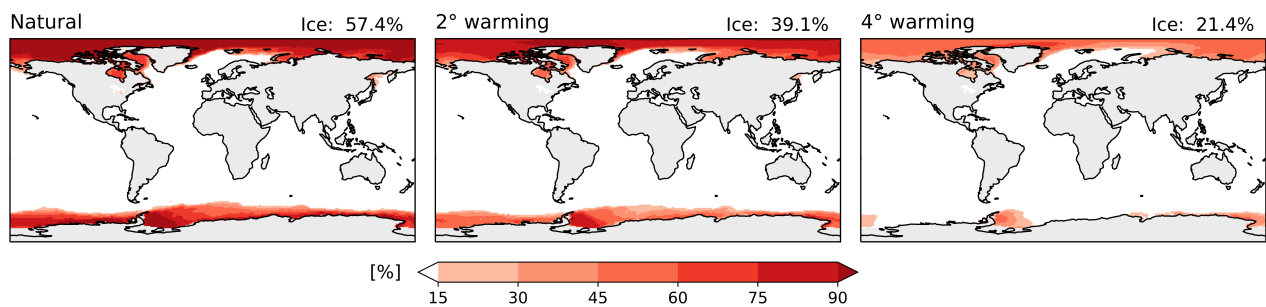 Natural Ice: 57.4%
2° warming Ice: 39.1%
4° warming Ice: 21.4%
[%]
15 30 45 60 75 90